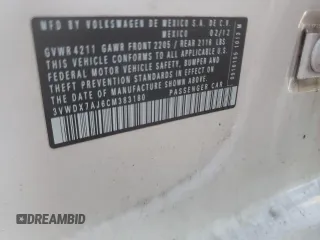 MFD BY VOLKSWAGEN DE MEXICO S.A. DE C.V.
MEXICO 02/12
GVWR 4211 GAWR FRONT 2205 / REAR 2116 LBS
THIS VEHICLE CONFORMS TO ALL APPLICABLE
FEDERAL MOTOR VEHICLE SAFETY, BUMPER AND
THEFT PREVENTION STANDARDS IN EFFECT ON THE
DATE OF MANUFACTURE SHOWN ABOVE.
3VWDX7AJ6CM383180 PASSENGER CAR
DREAMBID